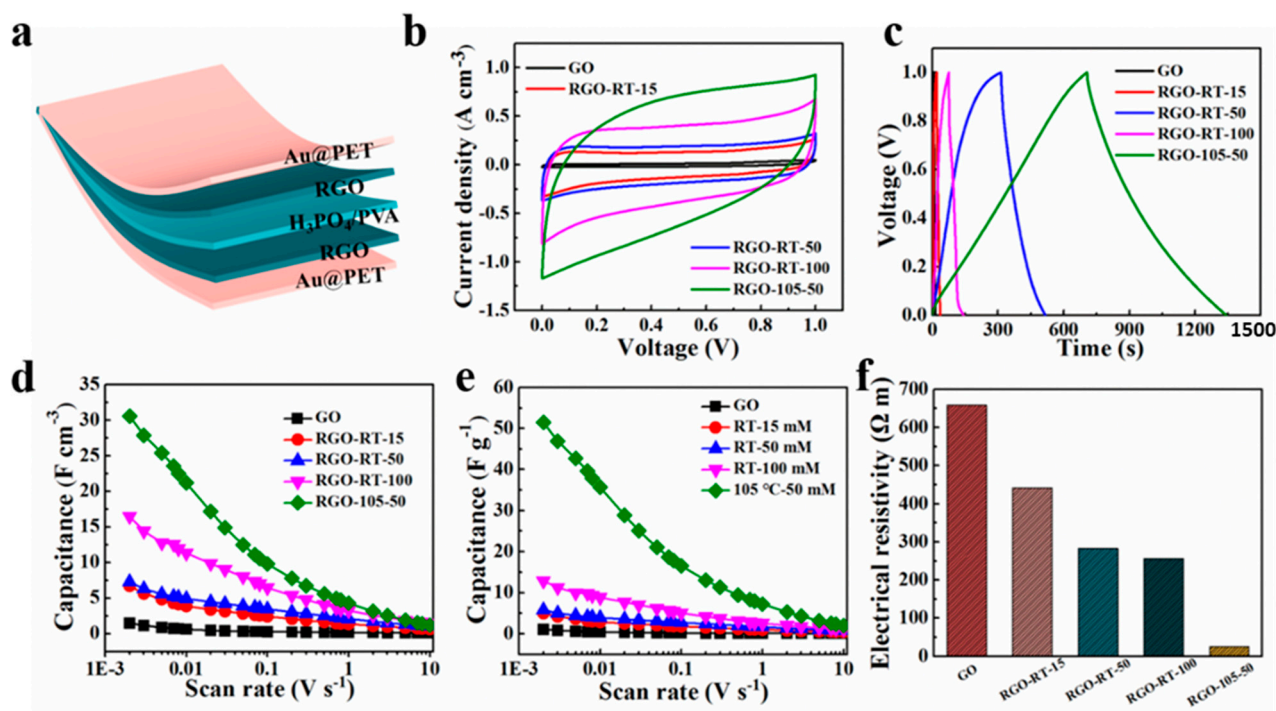 a
Au@PET
RGO
H₃PO₄/PVA
RGO
Au@PET
b
Current density (A cm⁻³)
1.0
0.5
0.0
-0.5
-1.0
-1.5
GO
RGO-RT-15
RGO-RT-50
RGO-RT-100
RGO-105-50
0.0 0.2 0.4 0.6 0.8 1.0
Voltage (V)
c
Voltage (V)
1.0
0.8
0.6
0.4
0.2
0.0
GO
RGO-RT-15
RGO-RT-50
RGO-RT-100
RGO-105-50
0 300 600 900 1200 1500
Time (s)
d
Capacitance (F cm⁻³)
35
30
25
20
15
10
5
0
GO
RGO-RT-15
RGO-RT-50
RGO-RT-100
RGO-105-50
1E-3 0.01 0.1 1 10
Scan rate (V s⁻¹)
e
Capacitance (F g⁻¹)
60
50
40
30
20
10
0
GO
RT-15 mM
RT-50 mM
RT-100 mM
105 °C-50 mM
1E-3 0.01 0.1 1 10
Scan rate (V s⁻¹)
f
Electrical resistivity (Ω m)
700
600
500
400
300
200
100
0
GO
RGO-RT-15
RGO-RT-50
RGO-RT-100
RGO-105-50